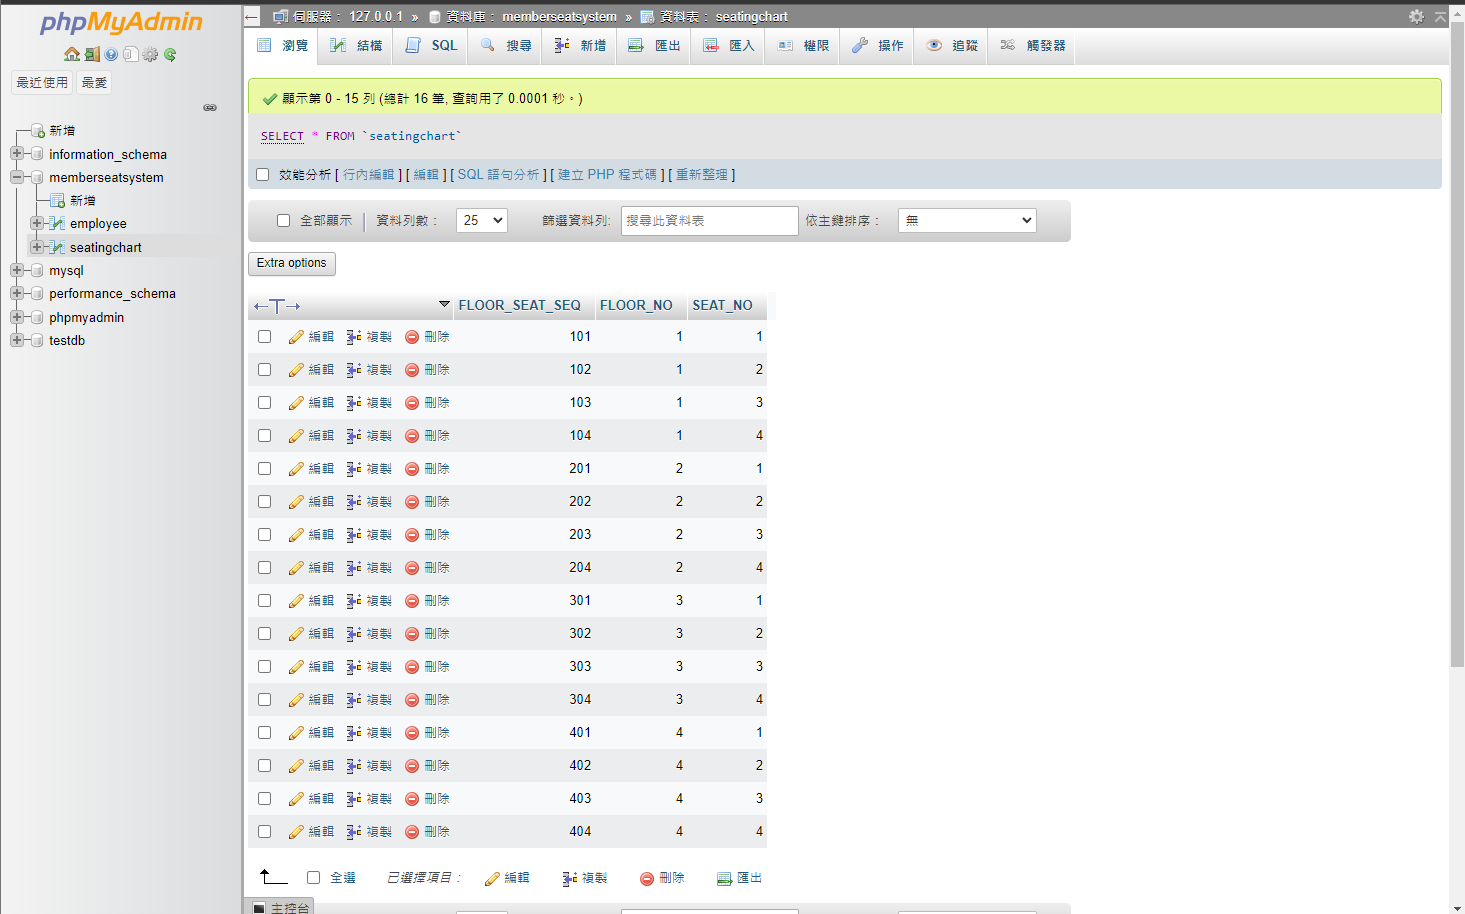 phpMyAdmin
最近使用 最愛
新增
information_schema
memberseatsystem
新增
employee
seatingchart
mysql
performance_schema
phpmyadmin
testdb
伺服器： 127.0.0.1 » 資料庫： memberseatsystem » 資料表： seatingchart
瀏覽 結構 SQL 搜尋 新增 匯出 匯入 權限 操作 追蹤 觸發器
顯示第 0 - 15 列 (總計 16 筆, 查詢用了 0.0001 秒。)
SELECT * FROM `seatingchart`
效能分析 [ 行內編輯 ] [ 編輯 ] [ SQL 語句分析 ] [ 建立 PHP 程式碼 ] [ 重新整理 ]
全部顯示 | 資料列數： 25 篩選資料列: 搜尋此資料表 依主鍵排序： 無
Extra options
←T→ FLOOR_SEAT_SEQ FLOOR_NO SEAT_NO
編輯 複製 刪除 101 1 1
編輯 複製 刪除 102 1 2
編輯 複製 刪除 103 1 3
編輯 複製 刪除 104 1 4
編輯 複製 刪除 201 2 1
編輯 複製 刪除 202 2 2
編輯 複製 刪除 203 2 3
編輯 複製 刪除 204 2 4
編輯 複製 刪除 301 3 1
編輯 複製 刪除 302 3 2
編輯 複製 刪除 303 3 3
編輯 複製 刪除 304 3 4
編輯 複製 刪除 401 4 1
編輯 複製 刪除 402 4 2
編輯 複製 刪除 403 4 3
編輯 複製 刪除 404 4 4
全選 已選擇項目： 編輯 複製 刪除 匯出
主控台